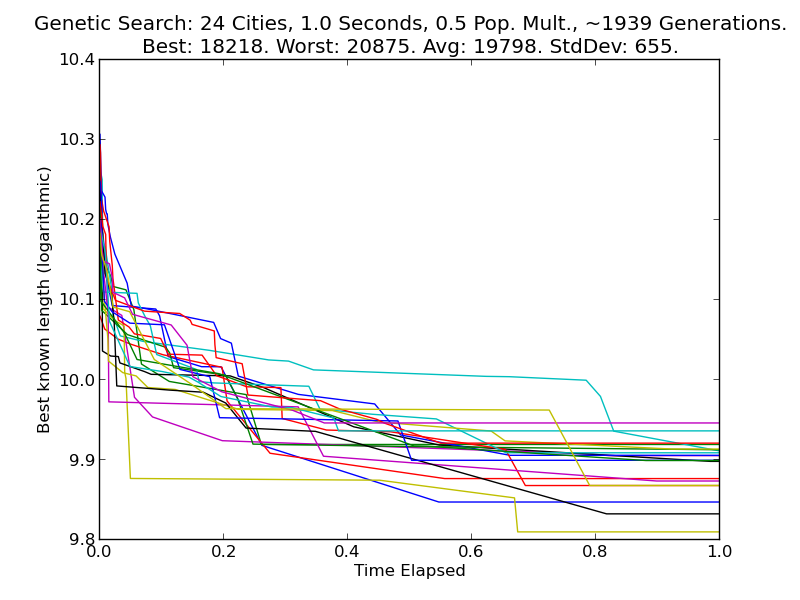 Genetic Search: 24 Cities, 1.0 Seconds, 0.5 Pop. Mult., ~1939 Generations.
Best: 18218. Worst: 20875. Avg: 19798. StdDev: 655.
10.4
10.3
10.2
10.1
10.0
9.9
9.8
Best known length (logarithmic)
0.0 0.2 0.4 0.6 0.8 1.0
Time Elapsed